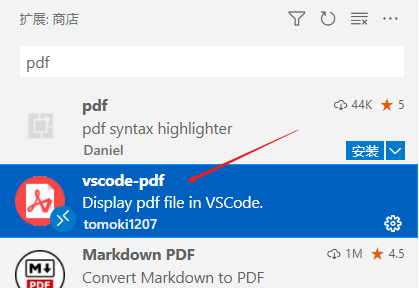 扩展: 商店
pdf
pdf 44K 5
pdf syntax highlighter
Daniel 安装
vscode-pdf
Display pdf file in VSCode.
tomoki1207
Markdown PDF 1M 4.5
Convert Markdown to PDF
M
PDF